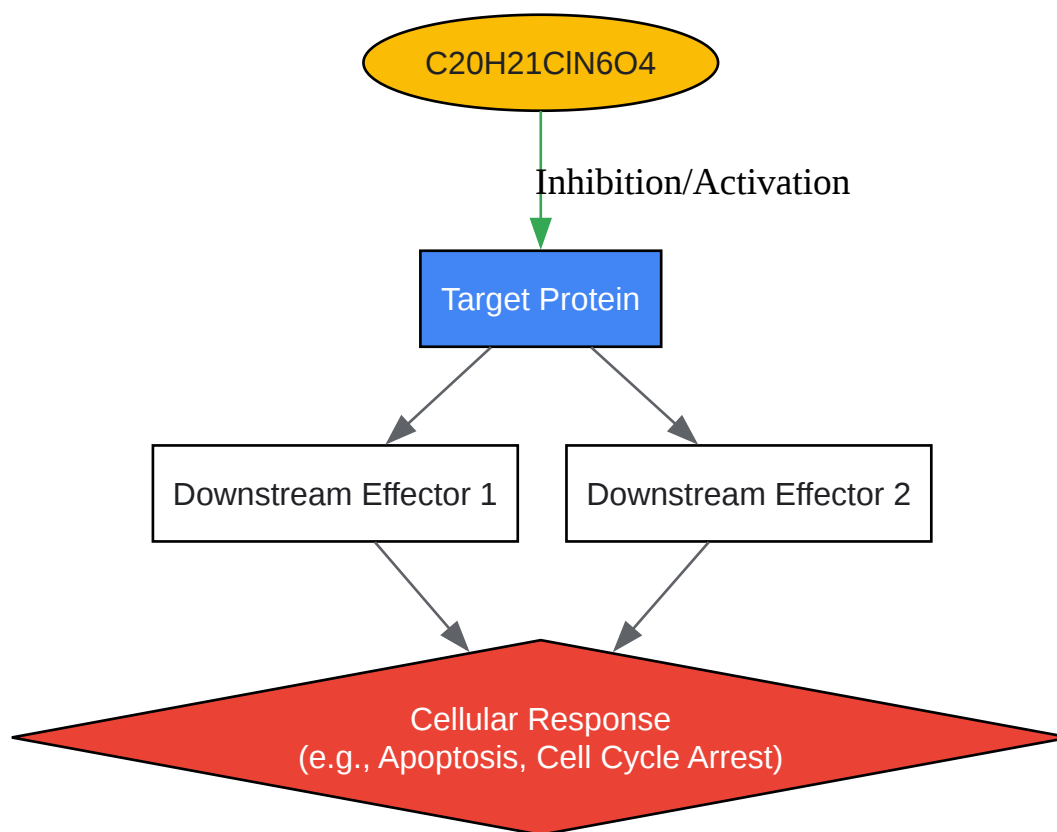 C20H21ClN6O4
Inhibition/Activation
Target Protein
Downstream Effector 1
Downstream Effector 2
Cellular Response
(e.g., Apoptosis, Cell Cycle Arrest)